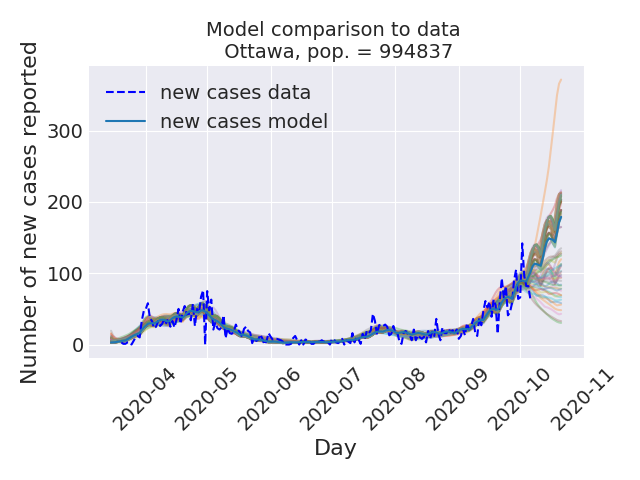 Model comparison to data
Ottawa, pop. = 994837
Number of new cases reported
new cases data
new cases model
300
200
100
0
2020-04
2020-05
2020-06
2020-07
2020-08
2020-09
2020-10
2020-11
Day